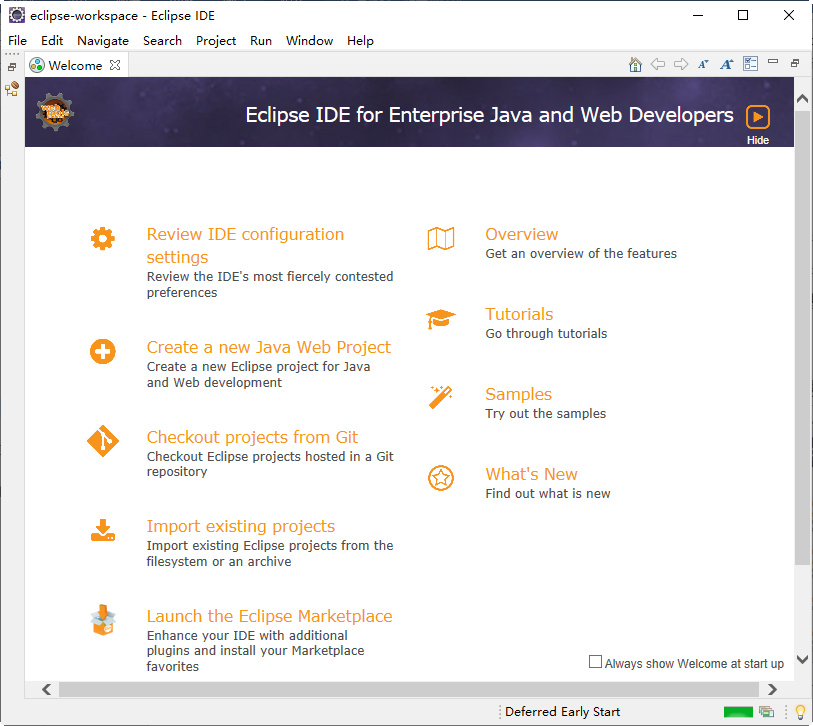 eclipse-workspace - Eclipse IDE
File Edit Navigate Search Project Run Window Help
Welcome
Eclipse IDE for Enterprise Java and Web Developers
Hide
Review IDE configuration
settings
Review the IDE's most fiercely contested
preferences
Create a new Java Web Project
Create a new Eclipse project for Java
and Web development
Checkout projects from Git
Checkout Eclipse projects hosted in a Git
repository
Import existing projects
Import existing Eclipse projects from the
filesystem or an archive
Launch the Eclipse Marketplace
Enhance your IDE with additional
plugins and install your Marketplace
favorites
Overview
Get an overview of the features
Tutorials
Go through tutorials
Samples
Try out the samples
What's New
Find out what is new
Always show Welcome at start up
Deferred Early Start